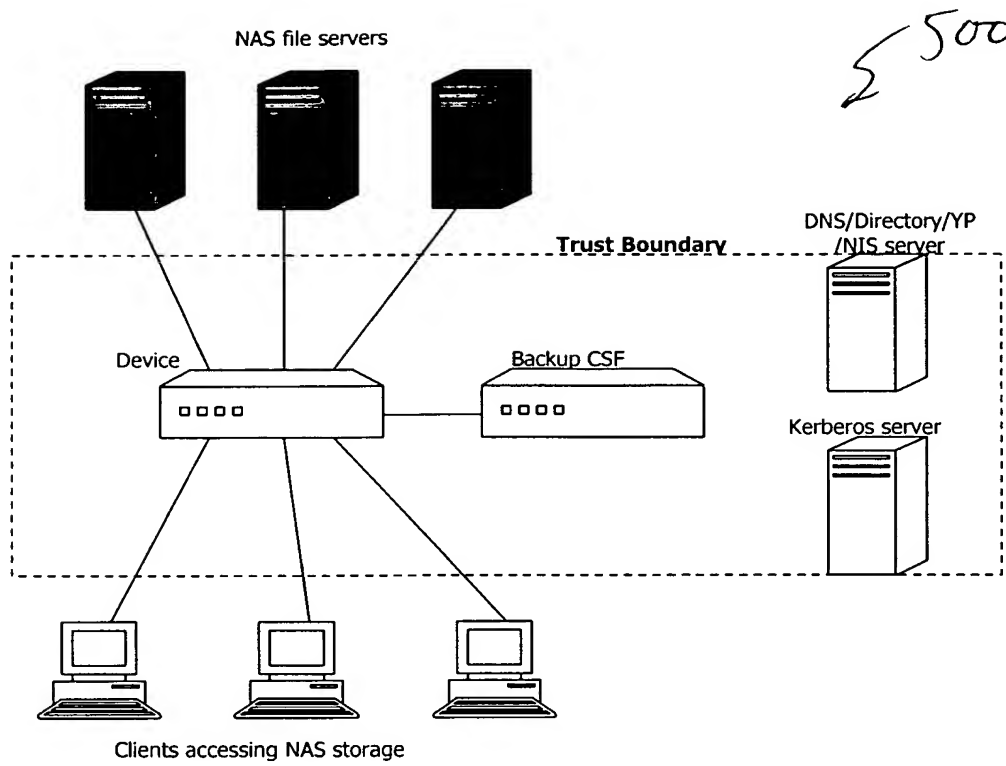 500
NAS file servers
DNS/Directory/YP
/NIS server
Trust Boundary
Device
Backup CSF
Kerberos server
Clients accessing NAS storage